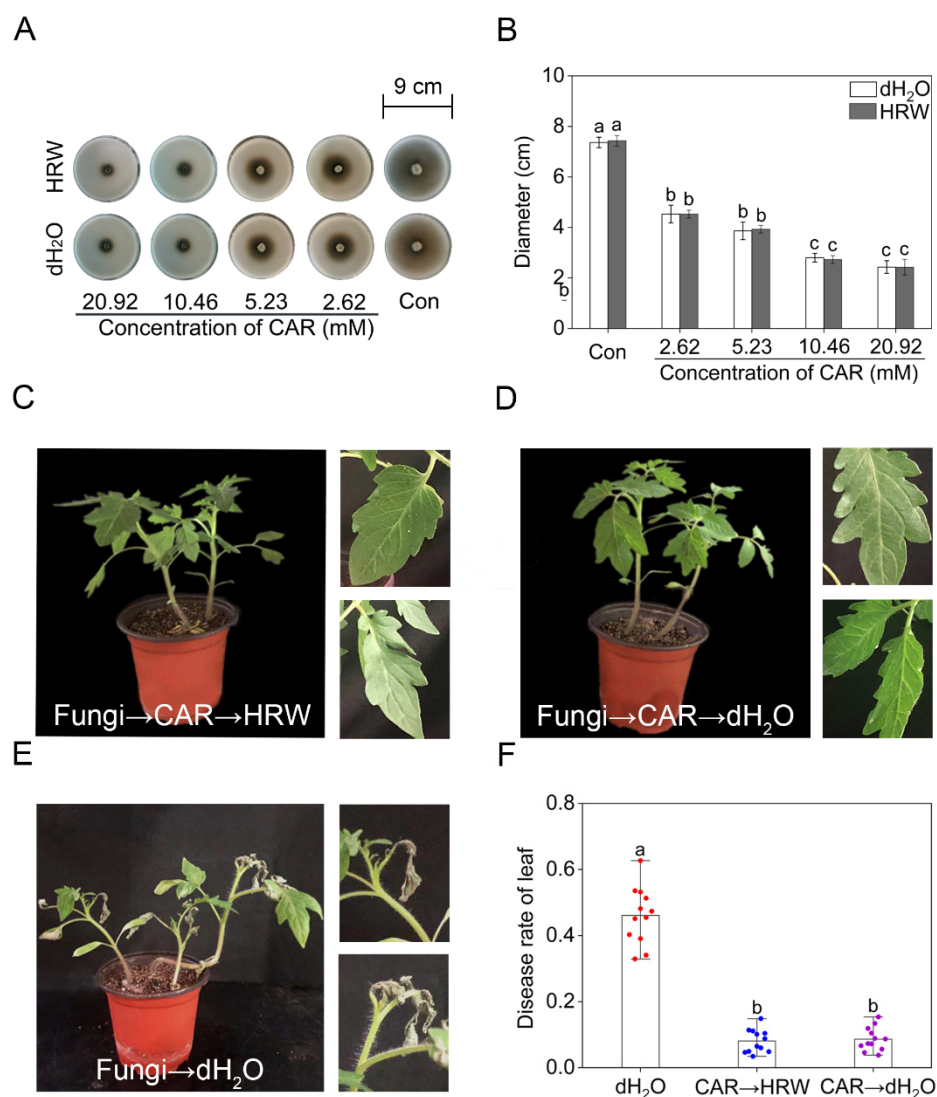 A
9 cm
HRW
dH₂O
20.92 10.46 5.23 2.62 Con
Concentration of CAR (mM)
B
10
8
6
4
2
0
Diameter (cm)
dH₂O
HRW
a a
b b
b b
c c
c c
b
Con 2.62 5.23 10.46 20.92
Concentration of CAR (mM)
C
Fungi→CAR→HRW
D
Fungi→CAR→dH₂O
E
Fungi→dH₂O
F
0.8
0.6
0.4
0.2
0.0
Disease rate of leaf
a
b
b
dH₂O CAR→HRW CAR→dH₂O